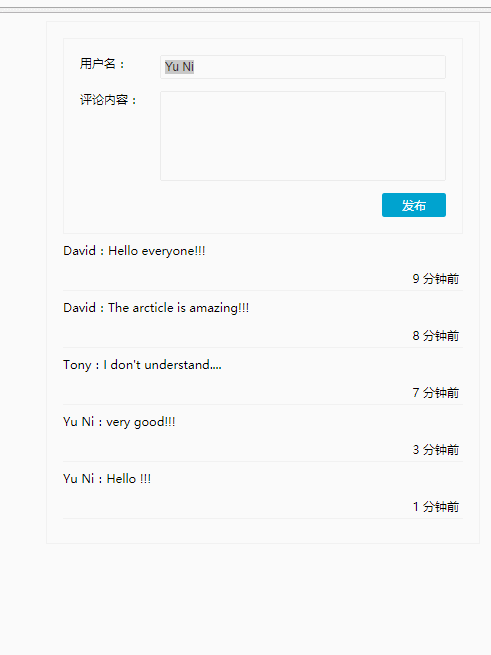 用户名：
Yu Ni
评论内容：
发布
David：Hello everyone!!!
9 分钟前
David：The arcticle is amazing!!!
8 分钟前
Tony：I don't understand....
7 分钟前
Yu Ni：very good!!!
3 分钟前
Yu Ni：Hello !!!
1 分钟前